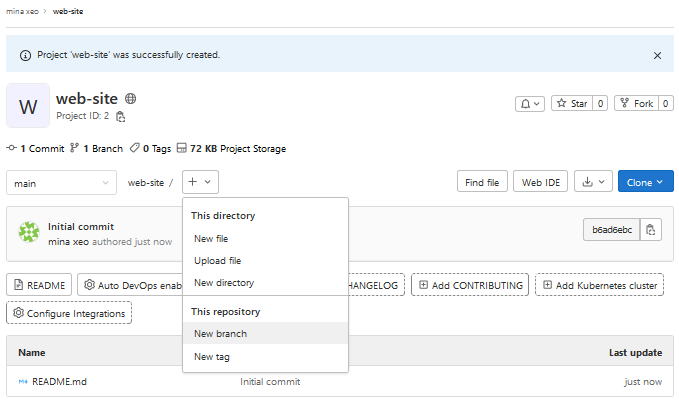 mina xeo > web-site
Project 'web-site' was successfully created.
W
web-site
Project ID: 2
1 Commit 1 Branch 0 Tags 72 KB Project Storage
Star 0
Fork 0
main
web-site /
Find file
Web IDE
Clone
This directory
New file
Upload file
New directory
This repository
New branch
New tag
Initial commit
mina xeo authored just now
b6ad6ebc
README
Auto DevOps enab
HANGELOG
Add CONTRIBUTING
Add Kubernetes cluster
Configure Integrations
Name Last update
README.md Initial commit just now